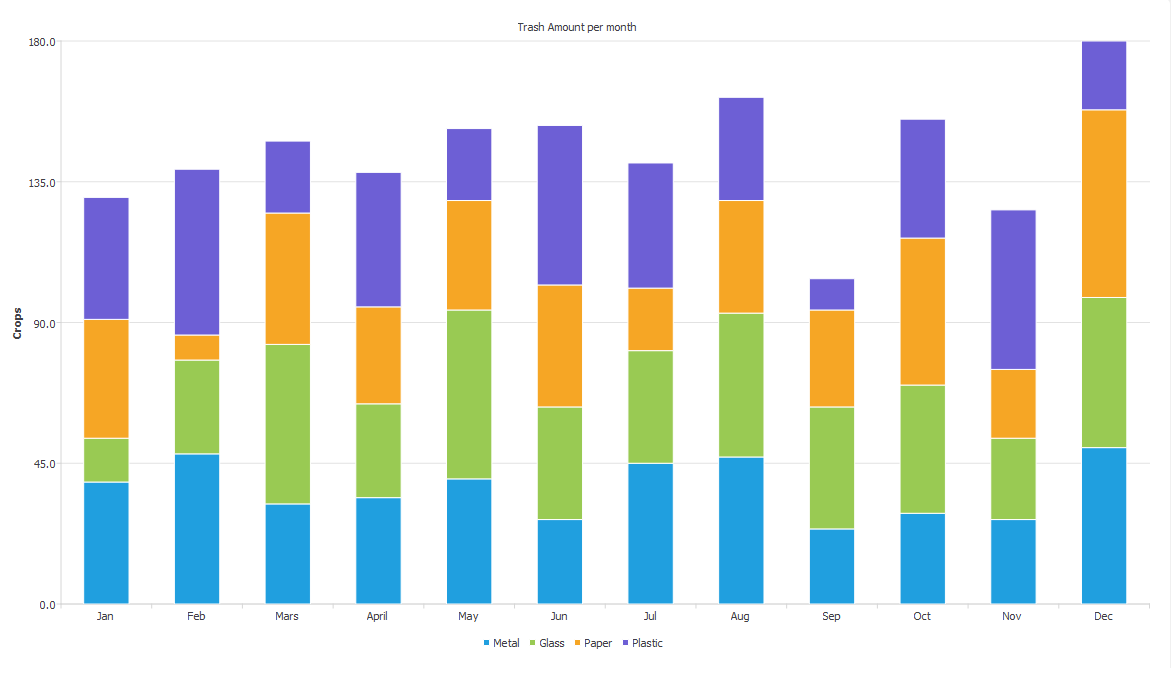 Trash Amount per month
180.0
135.0
90.0
45.0
0.0
Crops
Jan Feb Mars April May Jun Jul Aug Sep Oct Nov Dec
Metal Glass Paper Plastic